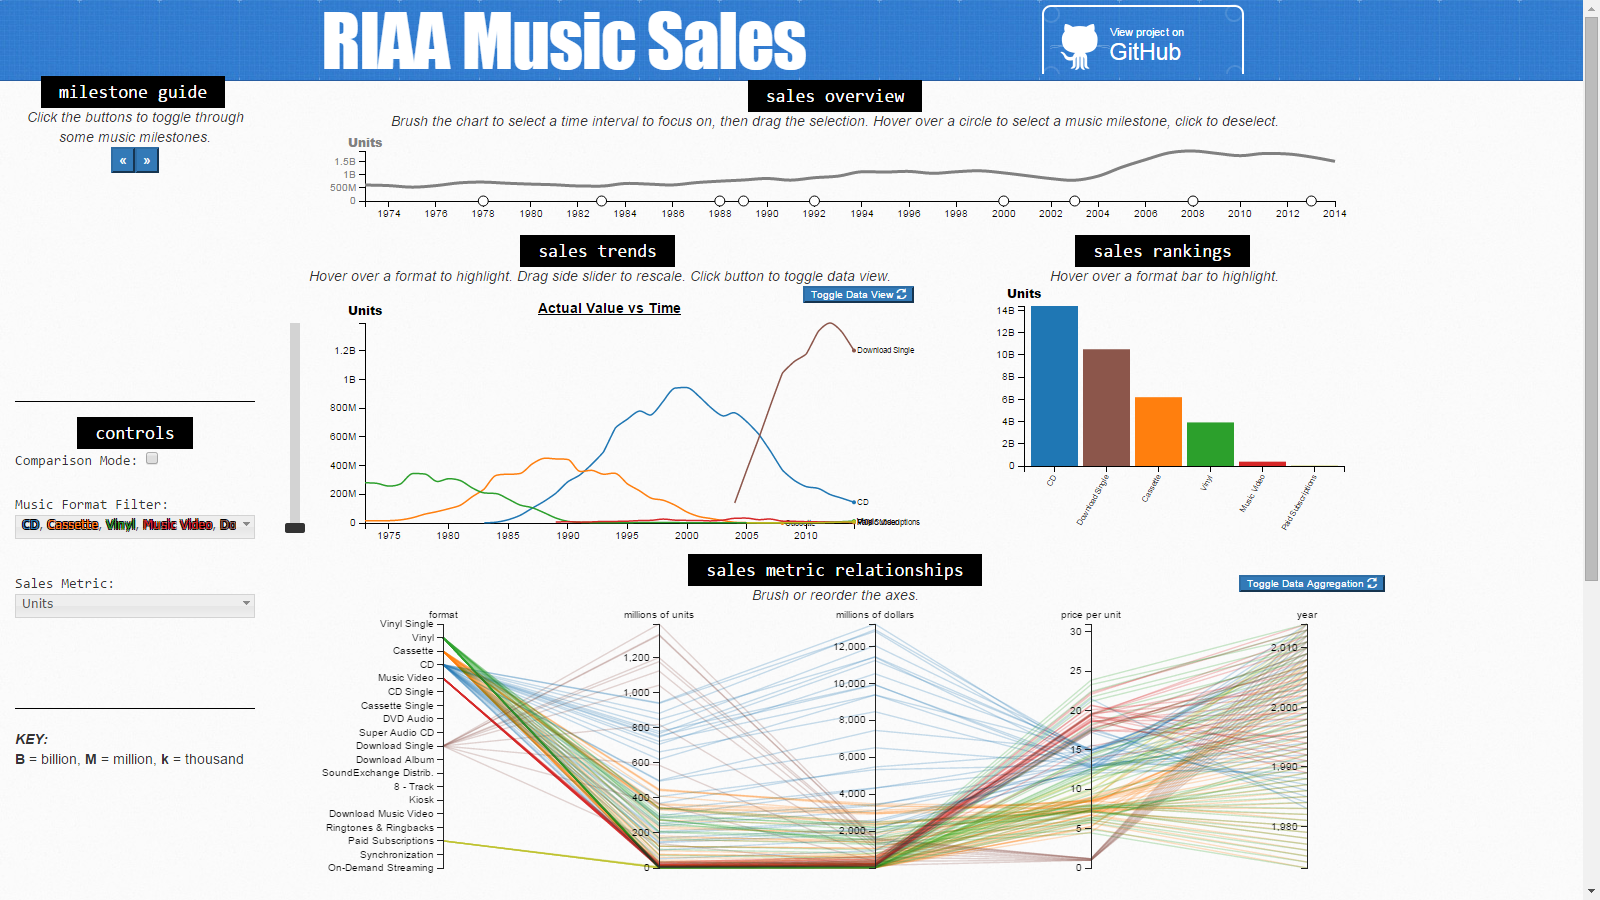 RIAA Music Sales
View project on
GitHub
milestone guide
Click the buttons to toggle through
some music milestones.
« »
sales overview
Brush the chart to select a time interval to focus on, then drag the selection. Hover over a circle to select a music milestone, click to deselect.
Units
1.5B
1B
500M
0
1974 1976 1978 1980 1982 1984 1986 1988 1990 1992 1994 1996 1998 2000 2002 2004 2006 2008 2010 2012 2014
sales trends
Hover over a format to highlight. Drag side slider to rescale. Click button to toggle data view.
Toggle Data View
Units
Actual Value vs Time
1.2B
1B
800M
600M
400M
200M
0
1975 1980 1985 1990 1995 2000 2005 2010
Download Single
CD
sales rankings
Hover over a format bar to highlight.
Units
14B
12B
10B
8B
6B
4B
2B
0
CD
Download Single
Cassette
Vinyl
Music Video
Paid Subscriptions
controls
Comparison Mode:
Music Format Filter:
CD, Cassette, Vinyl, Music Video, Do
Sales Metric:
Units
KEY:
B = billion, M = million, k = thousand
sales metric relationships
Brush or reorder the axes.
Toggle Data Aggregation
format
Vinyl Single
Vinyl
Cassette
CD
Music Video
CD Single
Cassette Single
DVD Audio
Super Audio CD
Download Single
Download Album
SoundExchange Distrib.
8 - Track
Kiosk
Download Music Video
Ringtones & Ringbacks
Paid Subscriptions
Synchronization
On-Demand Streaming
millions of units
1,200
1,000
800
600
400
200
0
millions of dollars
12,000
10,000
8,000
6,000
4,000
2,000
0
price per unit
30
25
20
15
10
5
0
year
2,010
2,000
1,990
1,980